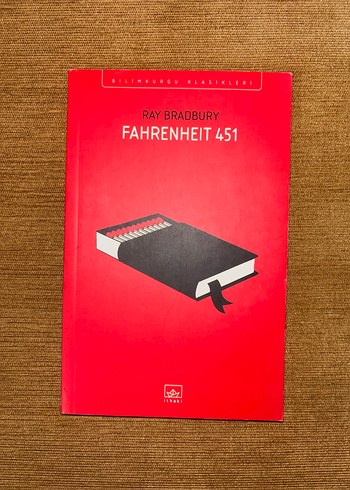 BİLİMKURGU KLASİKLERİ
RAY BRADBURY
FAHRENHEIT 451
ithaki